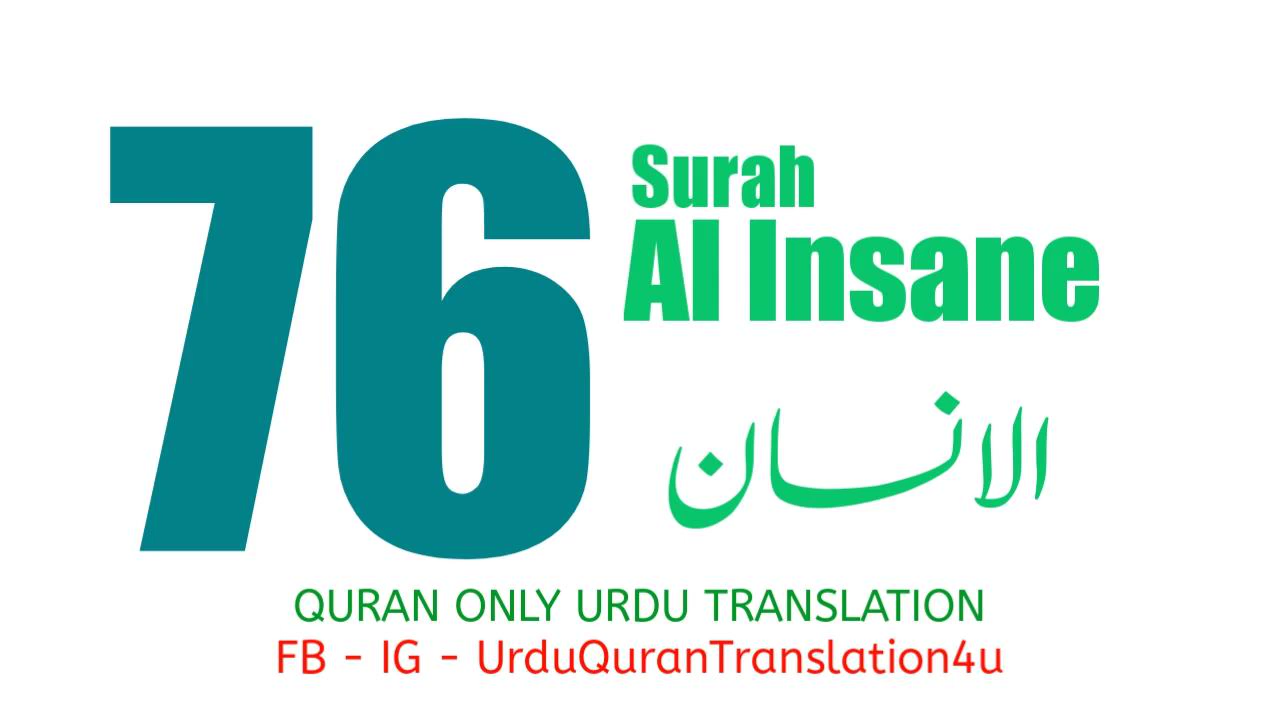 76
Surah
Al Insane
الانسان
QURAN ONLY URDU TRANSLATION
FB - IG - UrduQuranTranslation4u